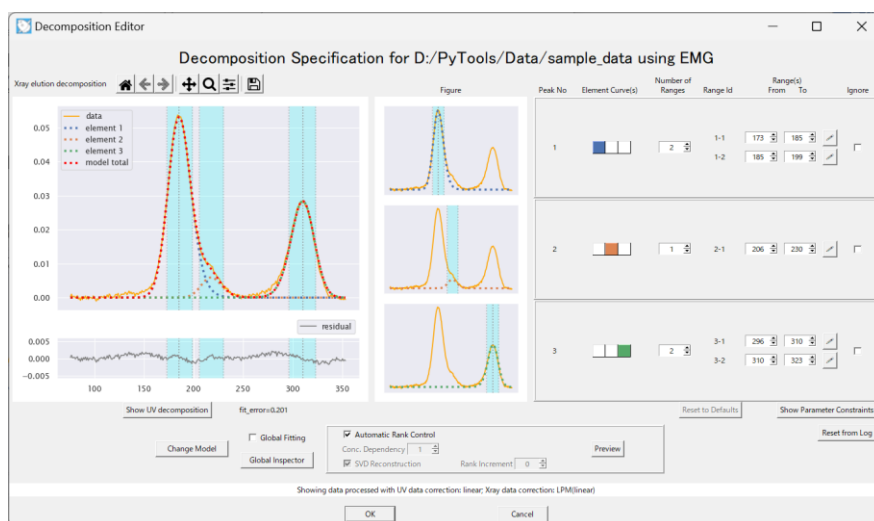 Decomposition Editor
Decomposition Specification for D:/PyTools/Data/sample_data using EMG
Xray elution decomposition
Figure
Peak No Element Curve(s) Number of Ranges Range Id Range(s) From To Ignore
data
element 1
element 2
element 3
model total
0.05
0.04
0.03
0.02
0.01
0.00
residual
0.005
0.000
−0.005
100 150 200 250 300 350
1 2 1-1 173 185
1-2 185 199
2 1 2-1 206 230
3 2 3-1 296 310
3-2 310 323
Show UV decomposition fit_error=0.201 Reset to Defaults Show Parameter Constraints
Change Model Global Fitting Global Inspector
Automatic Rank Control
Conc. Dependency 1
SVD Reconstruction Rank Increment 0
Preview
Reset from Log
Showing data processed with UV data correction: linear; Xray data correction: LPM(linear)
OK Cancel